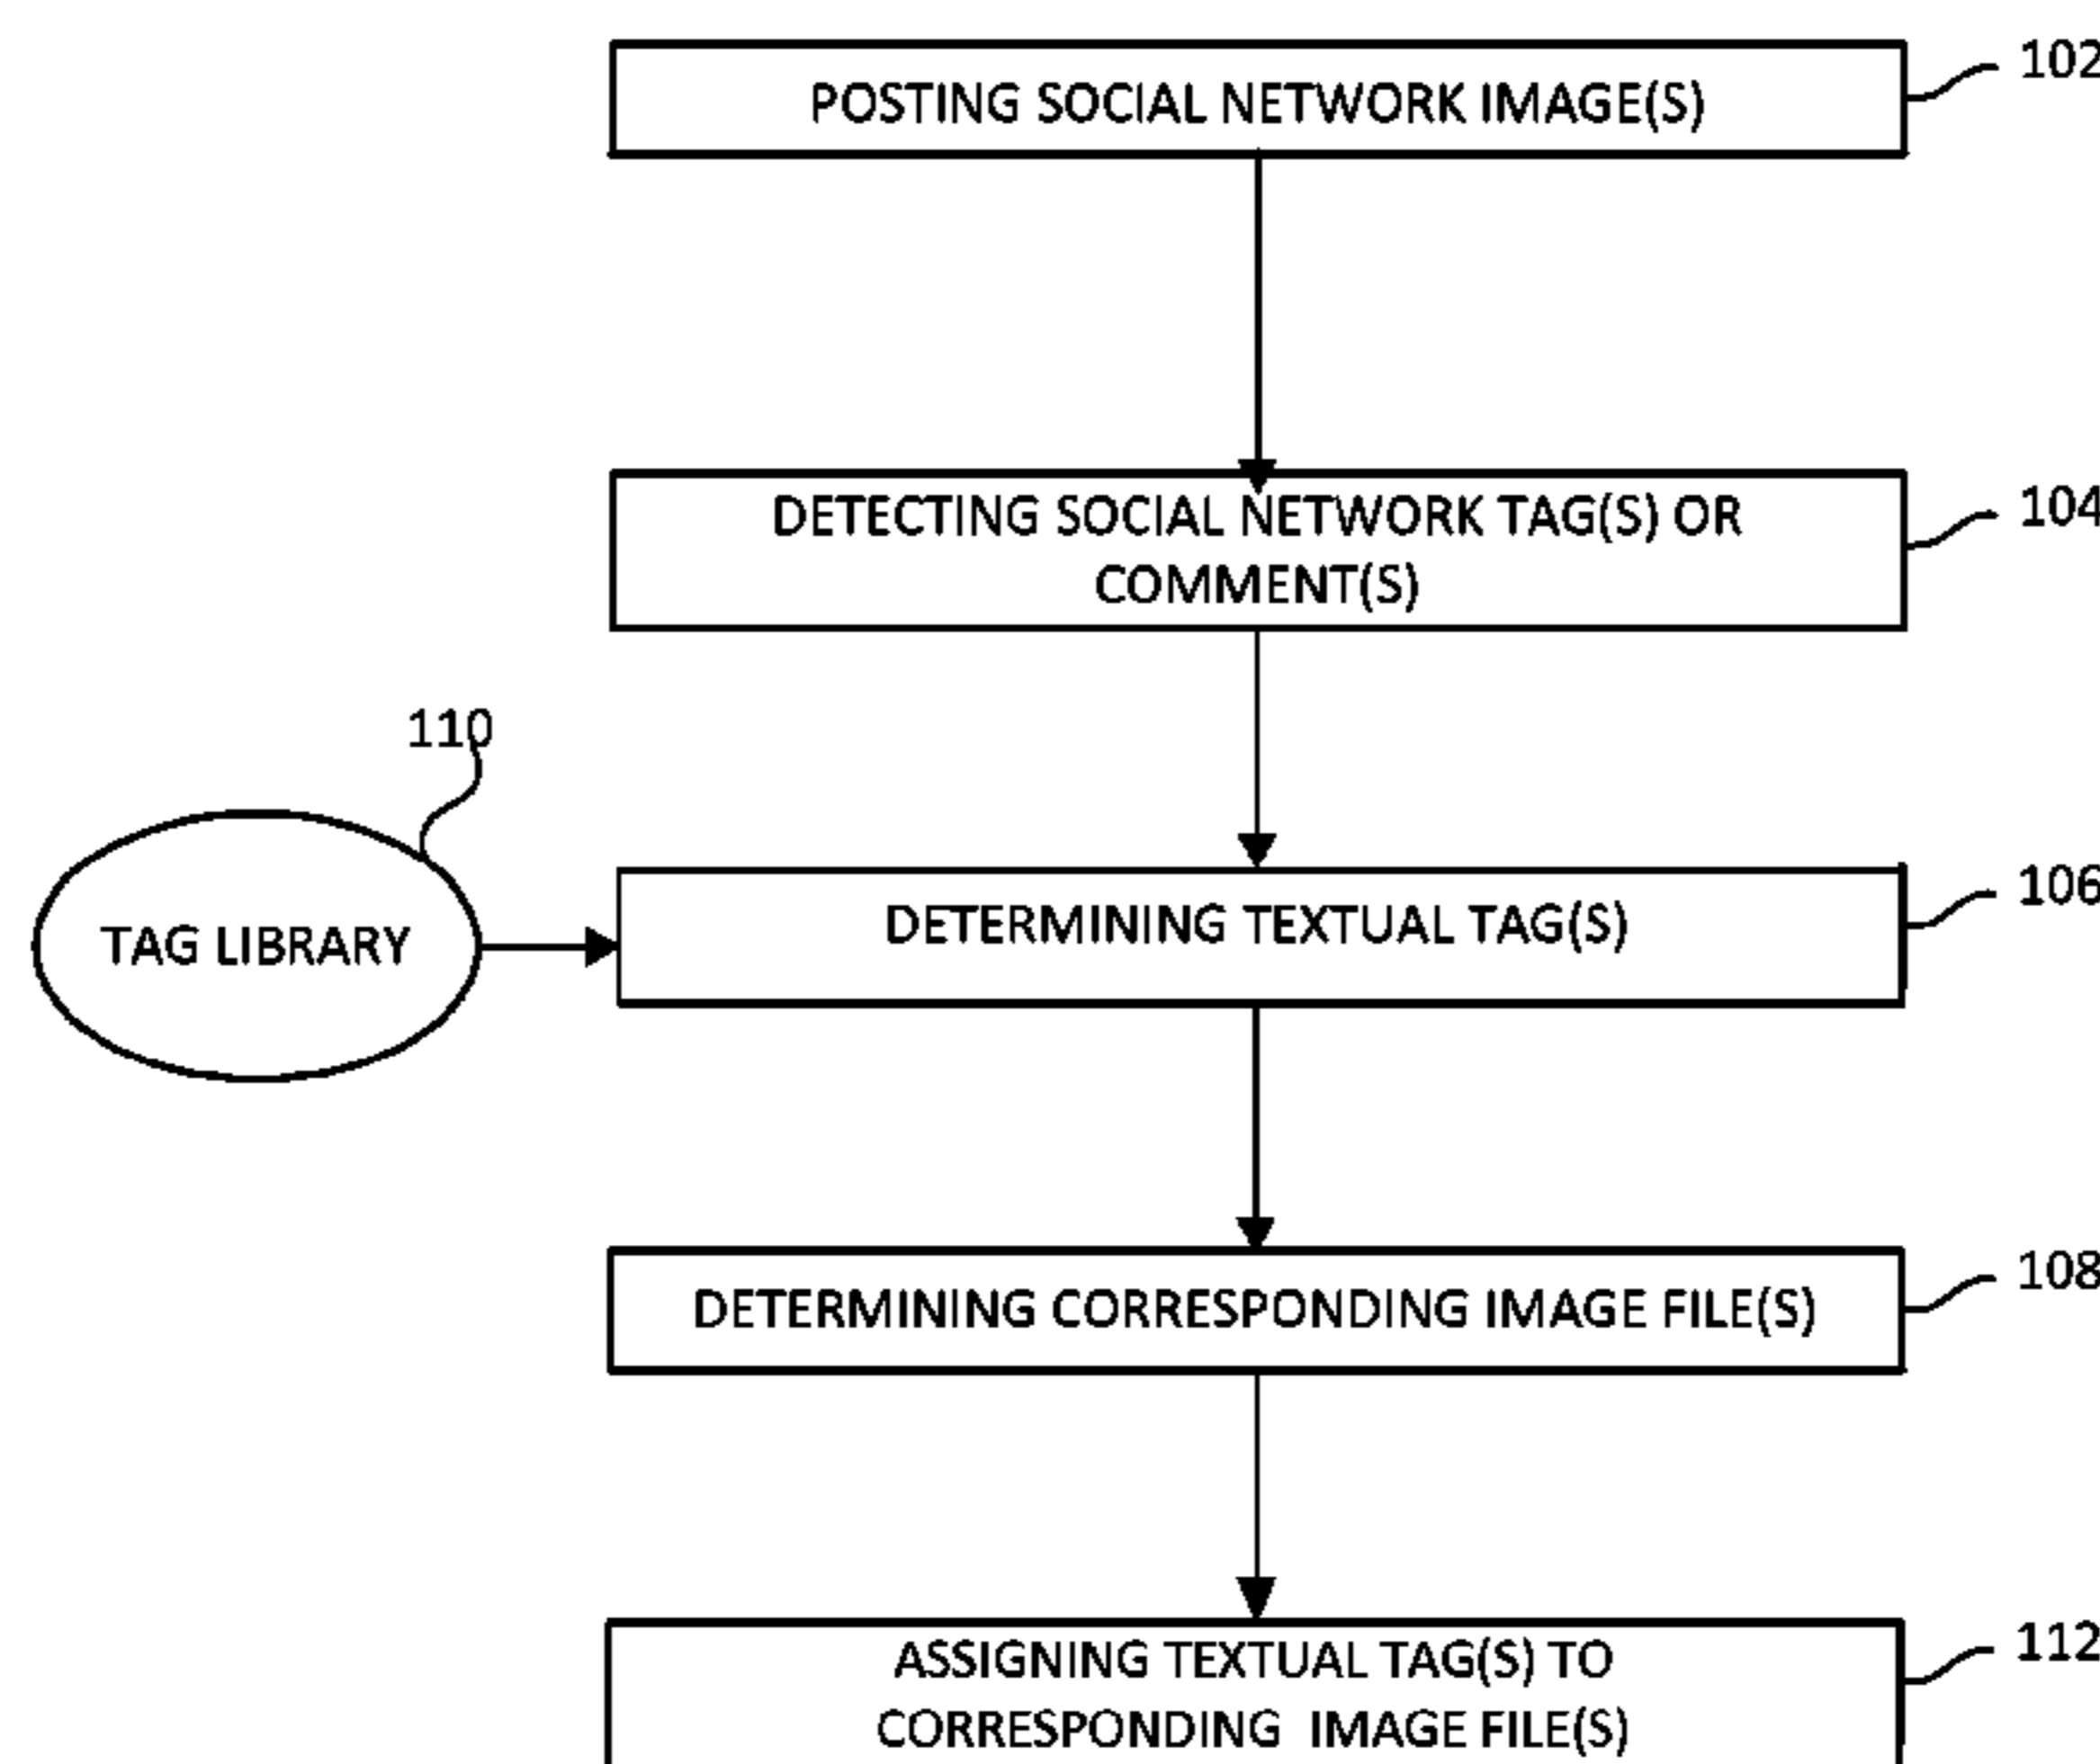 POSTING SOCIAL NETWORK IMAGE(S)
102
DETECTING SOCIAL NETWORK TAG(S) OR
COMMENT(S)
104
110
TAG LIBRARY
DETERMINING TEXTUAL TAG(S)
106
DETERMINING CORRESPONDING IMAGE FILE(S)
108
ASSIGNING TEXTUAL TAG(S) TO
CORRESPONDING IMAGE FILE(S)
112